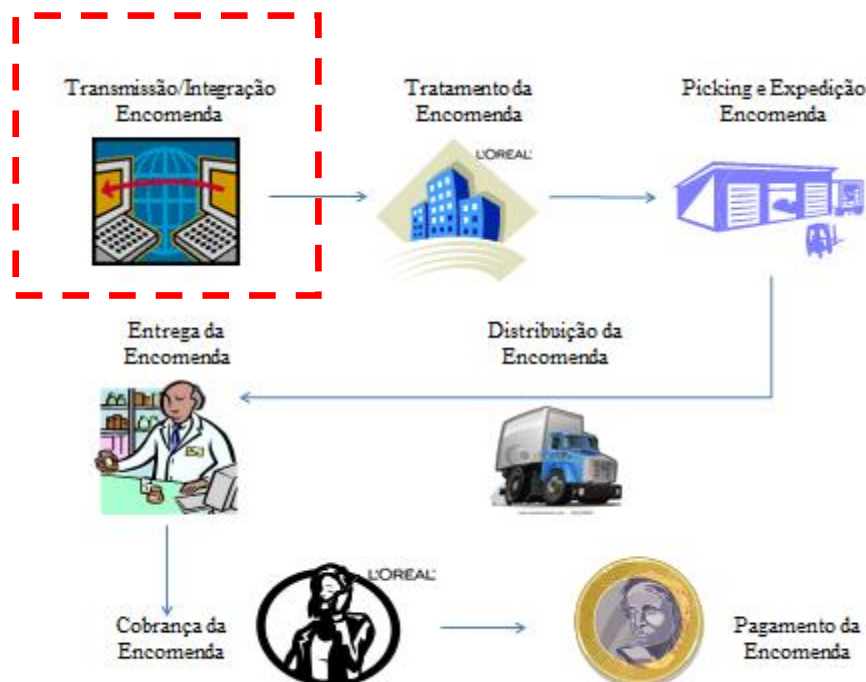 Transmissão/Integração
Encomenda
Tratamento da
Encomenda
L'ORÉAL
Picking e Expedição
Encomenda
Entrega da
Encomenda
Distribuição da
Encomenda
L'ORÉAL
Cobrança da
Encomenda
Pagamento da
Encomenda